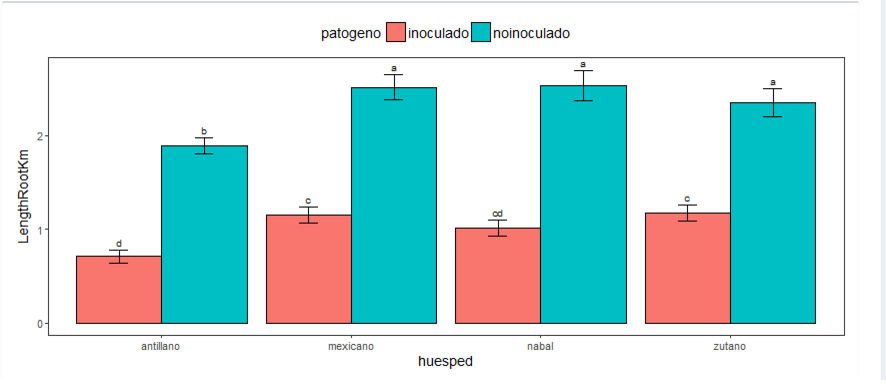 patogeno inoculado noinoculado
a
a
a
b
c
c
cd
d
LengthRootKm
2
1
0
antillano mexicano nabal zutano
huesped